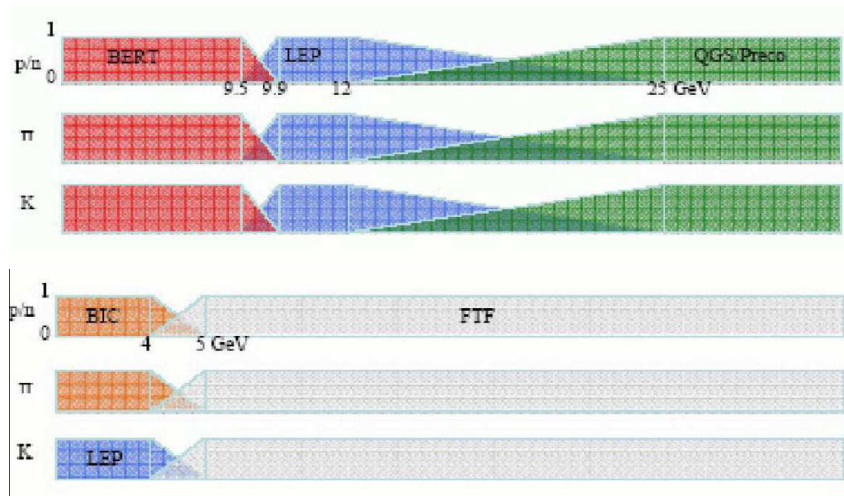 1
p/n BERT LEP QGS/Preco
0
9.5 9.9 12 25 GeV
π
K
1
p/n BIC FTF
0
4 5 GeV
π
K LEP